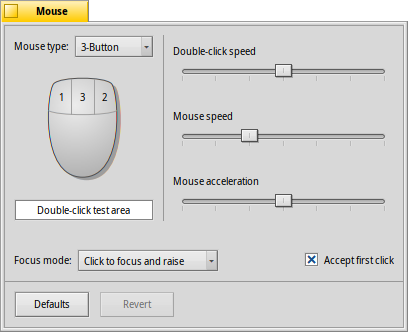 Mouse
Mouse type: 3-Button
1 3 2
Double-click test area
Double-click speed
Mouse speed
Mouse acceleration
Focus mode: Click to focus and raise
Accept first click
Defaults
Revert